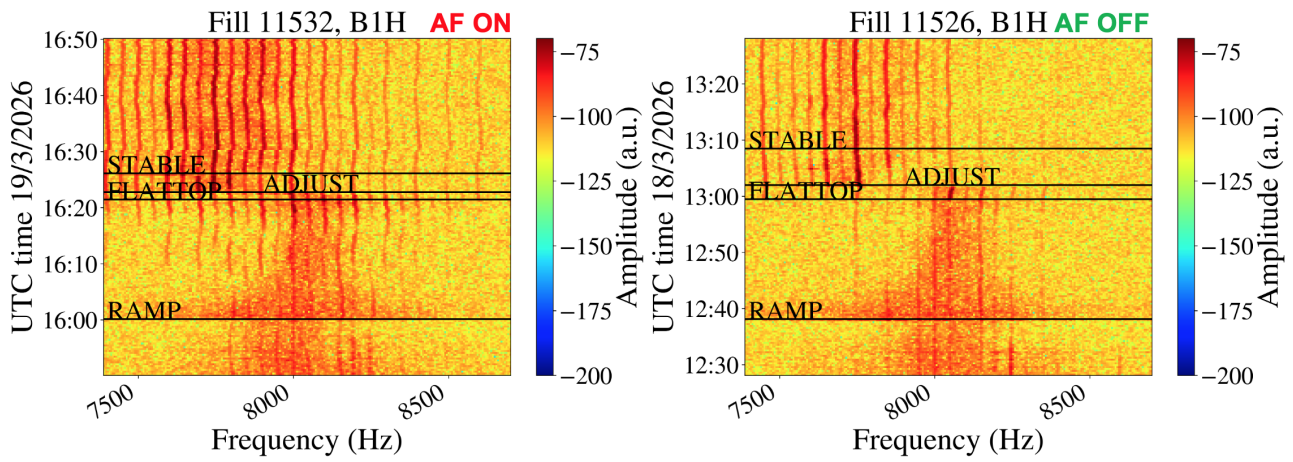 Fill 11532, B1H AF ON
16:50
16:40
16:30
16:20
16:10
16:00
UTC time 19/3/2026
STABLE
FLATTOP
ADJUST
RAMP
7500
8000
8500
Frequency (Hz)
−75
−100
−125
−150
−175
−200
Amplitude (a.u.)
Fill 11526, B1H AF OFF
13:20
13:10
13:00
12:50
12:40
12:30
UTC time 18/3/2026
STABLE
ADJUST
FLATTOP
RAMP
7500
8000
8500
Frequency (Hz)
−75
−100
−125
−150
−175
−200
Amplitude (a.u.)